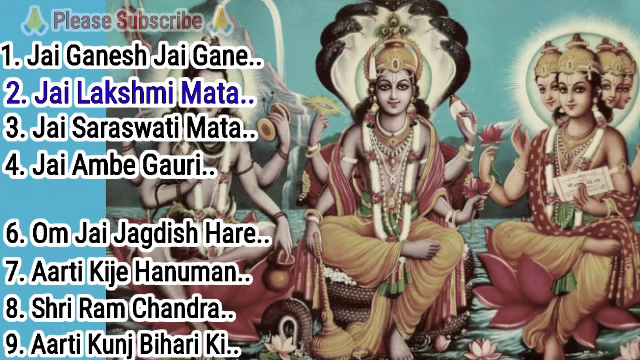 🙏 Please Subscribe 🙏
1. Jai Ganesh Jai Gane..
2. Jai Lakshmi Mata..
3. Jai Saraswati Mata..
4. Jai Ambe Gauri..
6. Om Jai Jagdish Hare..
7. Aarti Kije Hanuman..
8. Shri Ram Chandra..
9. Aarti Kunj Bihari Ki..